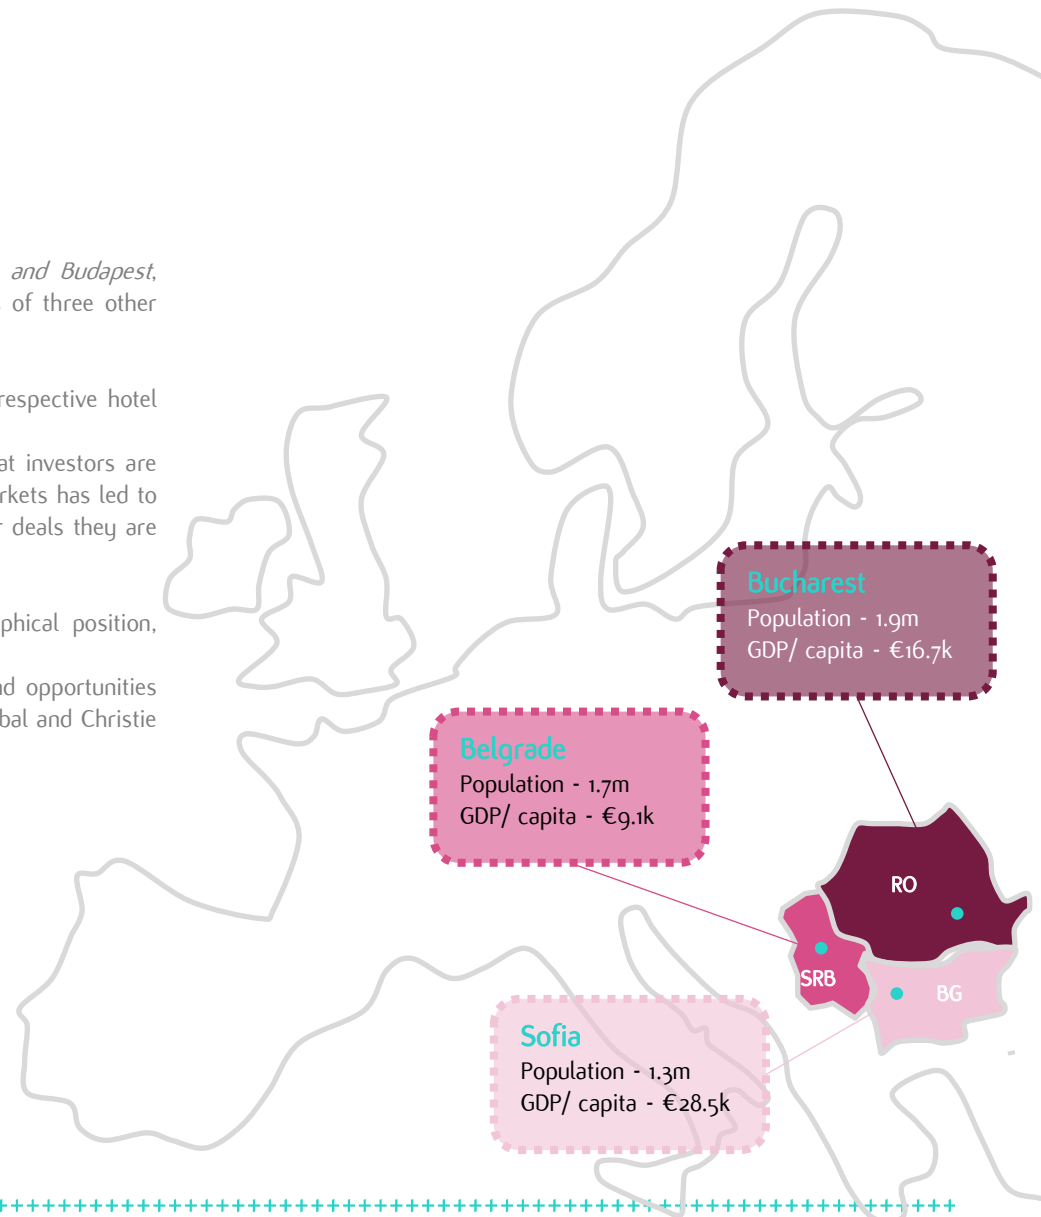 and Budapest,
of three other
respective hotel
at investors are
rkets has led to
r deals they are
phical position,
nd opportunities
bal and Christie
Bucharest
Population - 1.9m
GDP/ capita - €16.7k
Belgrade
Population - 1.7m
GDP/ capita - €9.1k
RO
SRB
BG
Sofia
Population - 1.3m
GDP/ capita - €28.5k